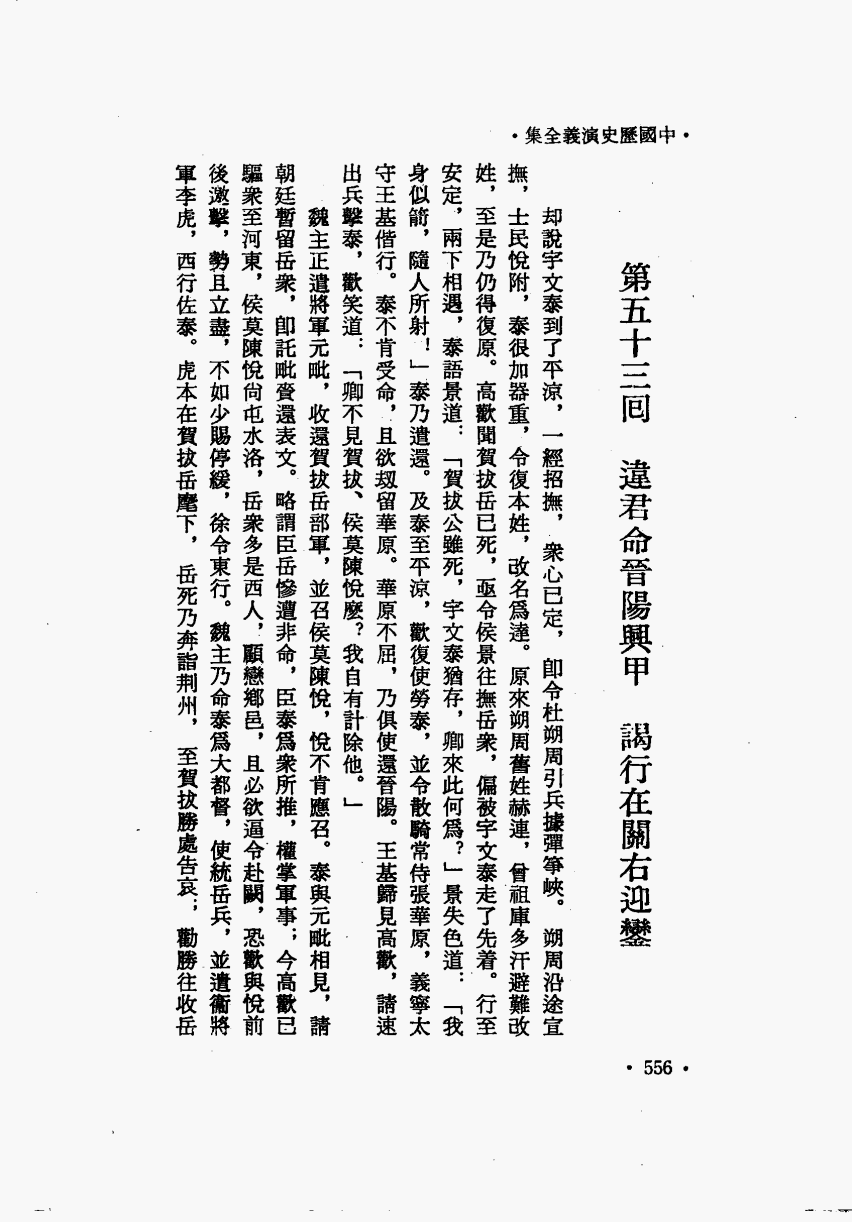 •中國歷史演義全集•
第五十三回　違君命晉陽興甲　謁行在關右迎鑾
却說宇文泰到了平涼，一經招撫，衆心已定，卽令杜朔周引兵據彈箏峽。朔周沿途宣
撫，士民悅附，泰很加器重，令復本姓，改名爲達。原來朔周舊姓赫連，曾祖庫多汗避難改
姓，至是乃仍得復原。高歡聞賀拔岳已死，亟令侯景往撫岳衆，偏被宇文泰走了先着。行至
安定，兩下相遇，泰語景道：「賀拔公雖死，宇文泰猶存，卿來此何爲？」景失色道：「我
身似箭，隨人所射！」泰乃遣還。及泰至平涼，歡復使勞泰，並令散騎常侍張華原，義寧太
守王基偕行。泰不肯受命，且欲刼留華原。華原不屈，乃俱使還晉陽。王基歸見高歡，請速
出兵擊泰，歡笑道：「卿不見賀拔、侯莫陳悅麼？我自有計除他。」
魏主正遣將軍元毗，收還賀拔岳部軍，並召侯莫陳悅，悅不肯應召。泰與元毗相見，請
朝廷暫留岳衆，卽託毗賫還表文。略謂臣岳慘遭非命，臣泰爲衆所推，權掌軍事；今高歡已
驅衆至河東，侯莫陳悅尙屯水洛，岳衆多是西人，顧戀鄉邑，且必欲逼令赴闕，恐歡與悅前
後邀擊，勢且立盡，不如少賜停緩，徐令東行。魏主乃命泰爲大都督，使統岳兵，並遣衞將
軍李虎，西行佐泰。虎本在賀拔岳麾下，岳死乃奔詣荆州，至賀拔勝處告哀；勸勝往收岳
•556•